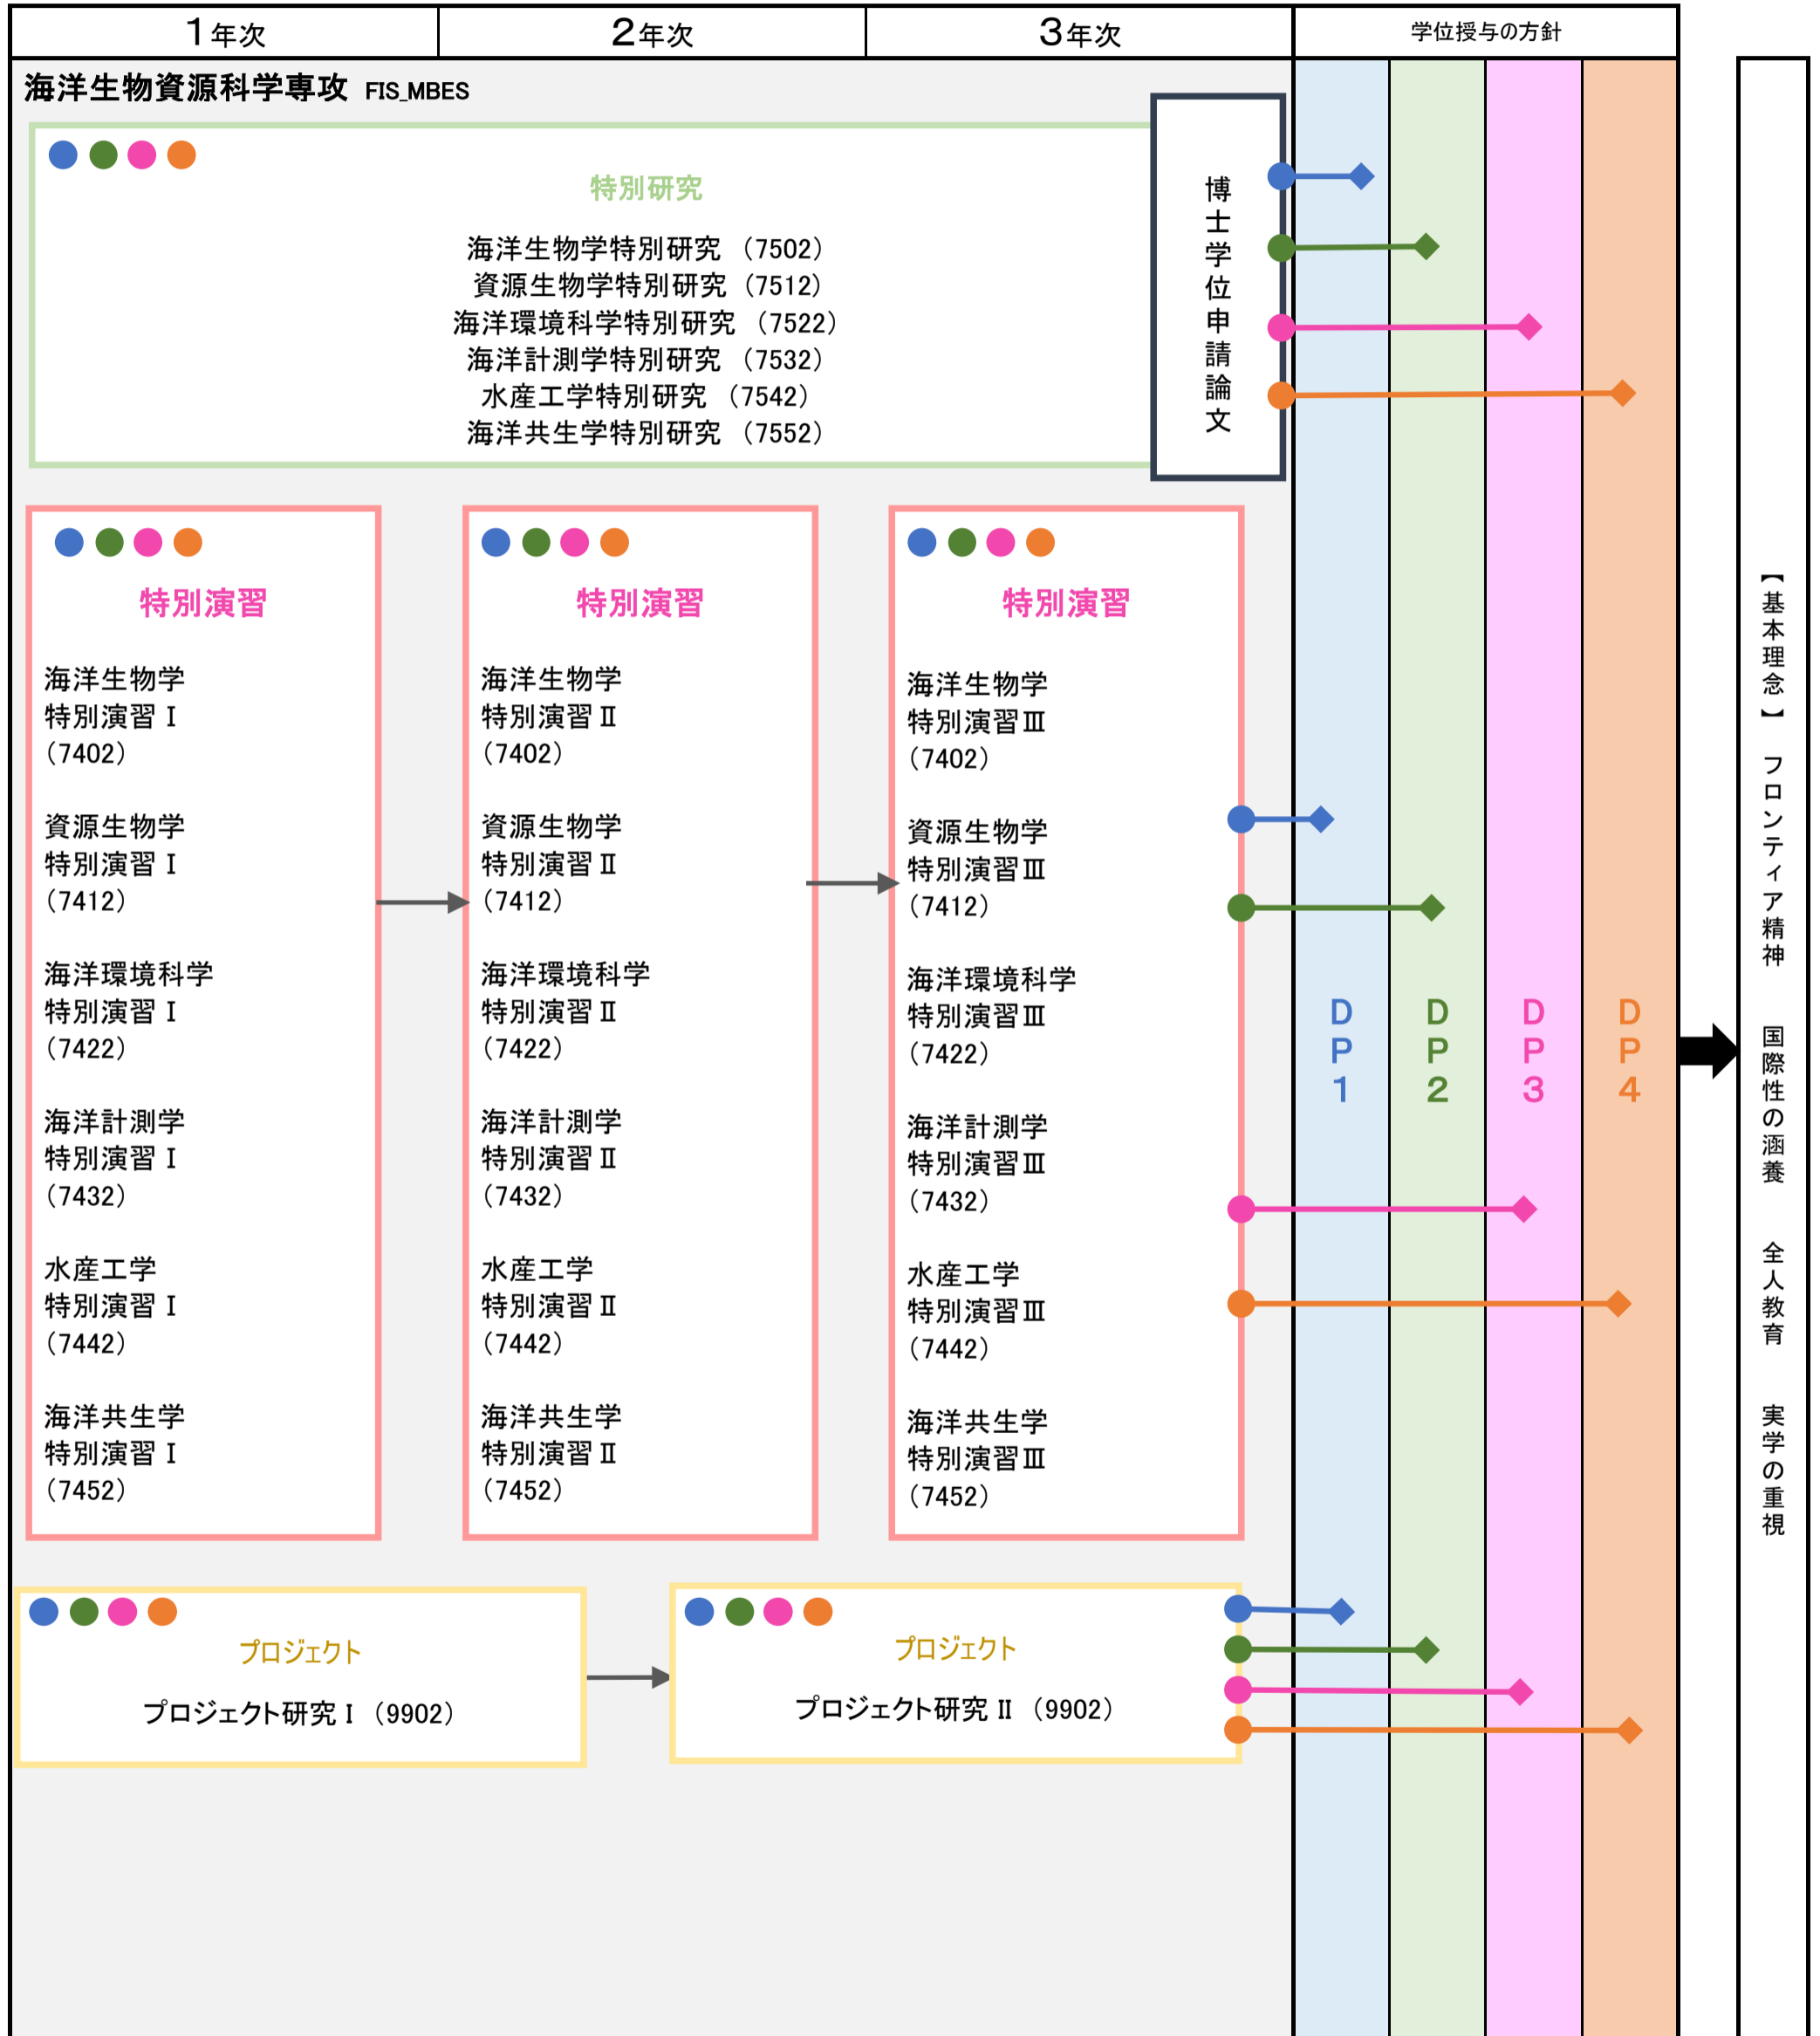 1年次
2年次
3年次
学位授与の方針
海洋生物資源科学専攻 FIS_MBES
特別研究
海洋生物学特別研究 （7502）
資源生物学特別研究 （7512）
海洋環境科学特別研究 （7522）
海洋計測学特別研究 （7532）
水産工学特別研究 （7542）
海洋共生学特別研究 （7552）
博士学位申請論文
特別演習
海洋生物学
特別演習Ⅰ
（7402）
資源生物学
特別演習Ⅰ
（7412）
海洋環境科学
特別演習Ⅰ
（7422）
海洋計測学
特別演習Ⅰ
（7432）
水産工学
特別演習Ⅰ
（7442）
海洋共生学
特別演習Ⅰ
（7452）
特別演習
海洋生物学
特別演習Ⅱ
（7402）
資源生物学
特別演習Ⅱ
（7412）
海洋環境科学
特別演習Ⅱ
（7422）
海洋計測学
特別演習Ⅱ
（7432）
水産工学
特別演習Ⅱ
（7442）
海洋共生学
特別演習Ⅱ
（7452）
特別演習
海洋生物学
特別演習Ⅲ
（7402）
資源生物学
特別演習Ⅲ
（7412）
海洋環境科学
特別演習Ⅲ
（7422）
海洋計測学
特別演習Ⅲ
（7432）
水産工学
特別演習Ⅲ
（7442）
海洋共生学
特別演習Ⅲ
（7452）
プロジェクト
プロジェクト研究 I （9902）
プロジェクト
プロジェクト研究 II （9902）
DP1
DP2
DP3
DP4
【基本理念】 フロンティア精神 国際性の涵養 全人教育 実学の重視